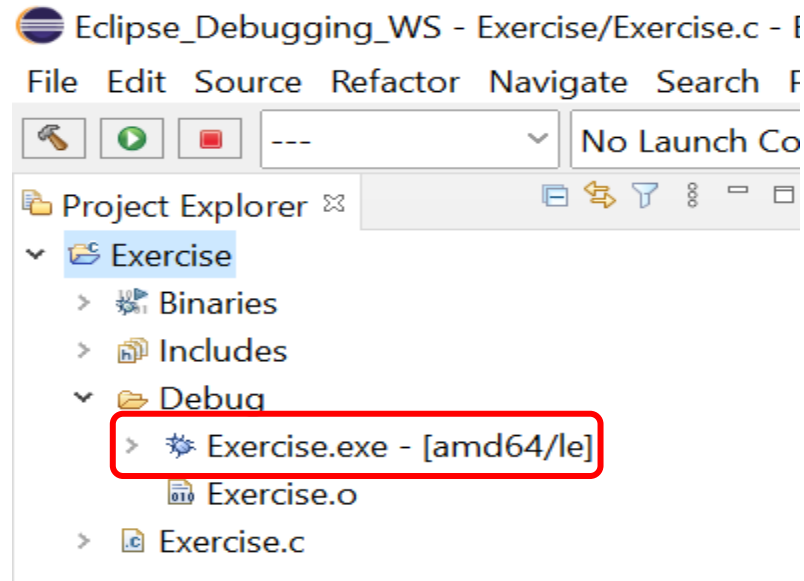 Eclipse_Debugging_WS - Exercise/Exercise.c -
File Edit Source Refactor Navigate Search
--- No Launch Co
Project Explorer
Exercise
Binaries
Includes
Debug
Exercise.exe - [amd64/le]
Exercise.o
Exercise.c